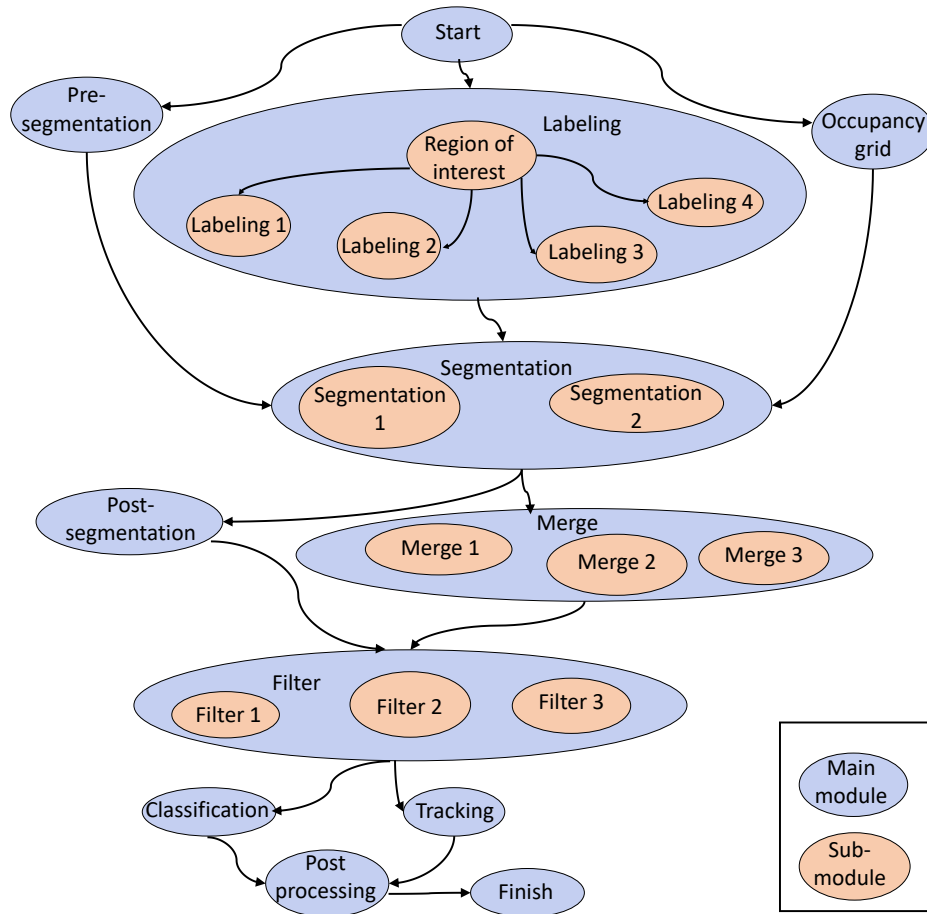 Start
Pre-
segmentation
Labeling
Occupancy
grid
Region of
interest
Labeling 1
Labeling 2
Labeling 3
Labeling 4
Segmentation
Segmentation
1
Segmentation
2
Post-
segmentation
Merge
Merge 1
Merge 2
Merge 3
Filter
Filter 1
Filter 2
Filter 3
Classification
Tracking
Post
processing
Finish
Main
module
Sub-
module